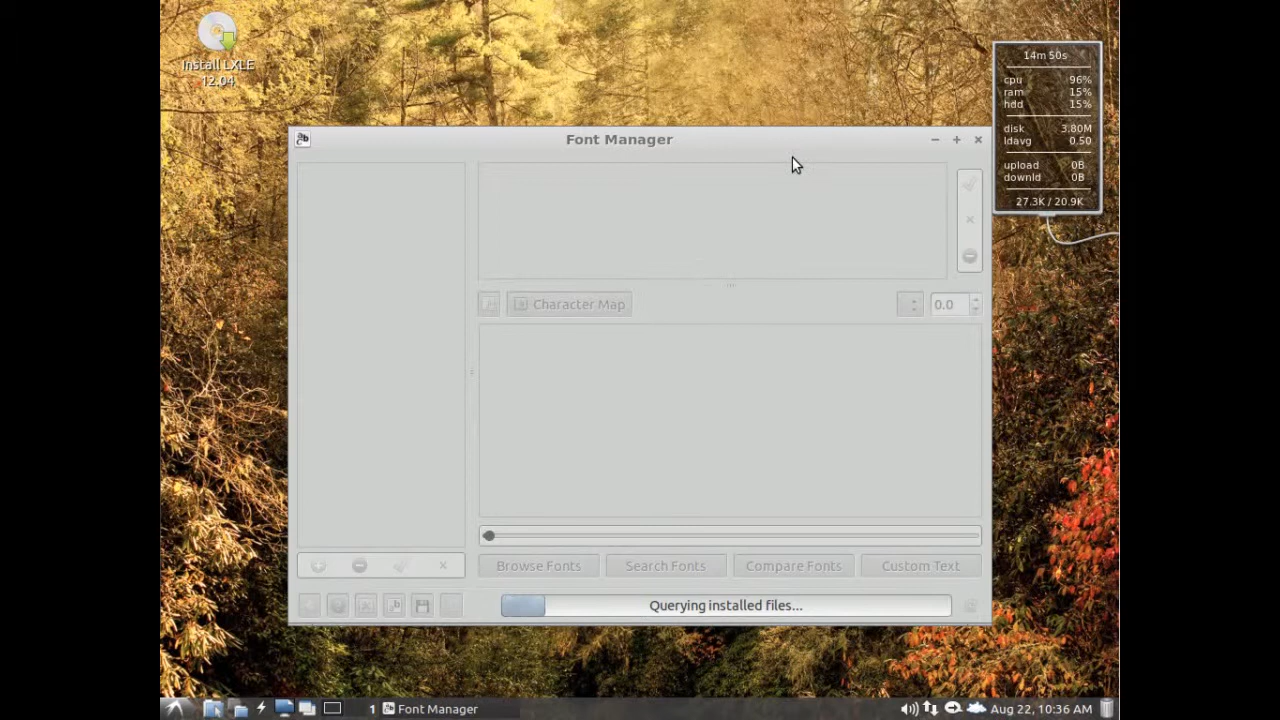 Install LXLE
12.04
14m 50s
cpu 96%
ram 15%
hdd 15%
disk 3.80M
ldavg 0.50
upload 0B
downld 0B
27.3K / 20.9K
Font Manager
Character Map
0.0
Browse Fonts
Search Fonts
Compare Fonts
Custom Text
Querying installed files...
1
Font Manager
Aug 22, 10:36 AM